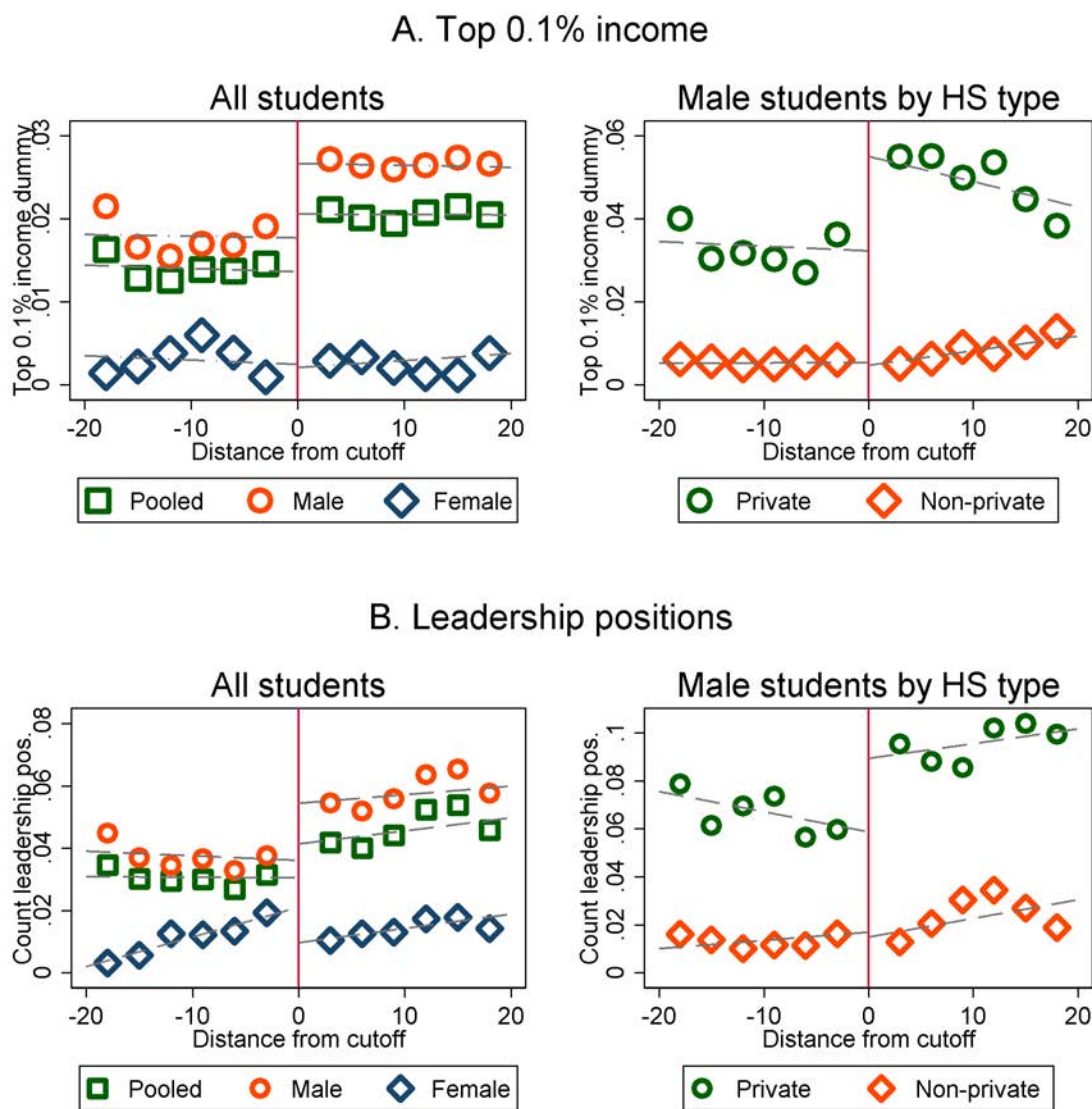 A. Top 0.1% income
All students
Male students by HS type
Top 0.1% income dummy
0
.01
.02
.03
-20
-10
0
10
20
Distance from cutoff
Pooled
Male
Female
Top 0.1% income dummy
0
.02
.04
.06
-20
-10
0
10
20
Distance from cutoff
Private
Non-private
B. Leadership positions
All students
Male students by HS type
Count leadership pos.
0
.02
.04
.06
.08
-20
-10
0
10
20
Distance from cutoff
Pooled
Male
Female
Count leadership pos.
0
.02
.04
.06
.08
.1
-20
-10
0
10
20
Distance from cutoff
Private
Non-private